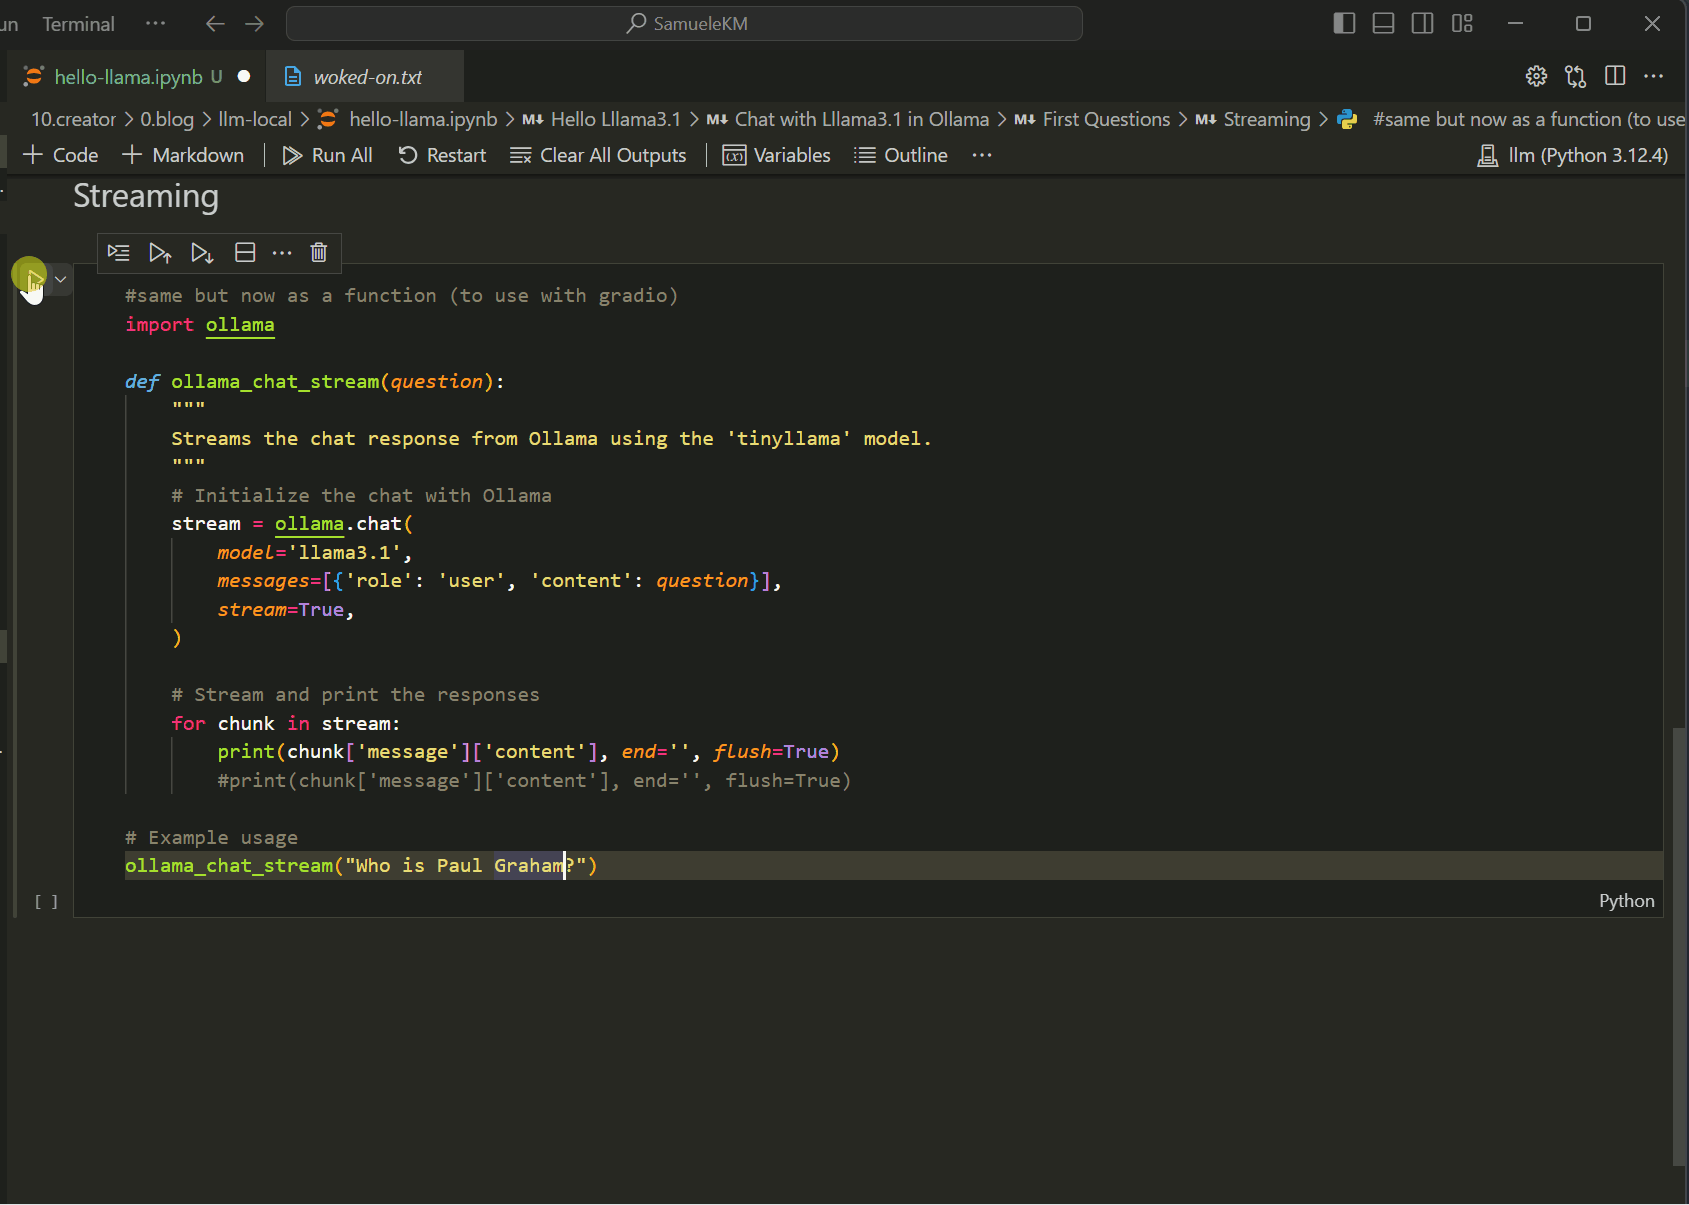 un Terminal ··· SamueleKM
hello-llama.ipynb U woked-on.txt
10.creator > 0.blog > llm-local > hello-llama.ipynb > M↓ Hello Lllama3.1 > M↓ Chat with Lllama3.1 in Ollama > M↓ First Questions > M↓ Streaming > #same but now as a function (to use
Code Markdown Run All Restart Clear All Outputs Variables Outline ··· llm (Python 3.12.4)
Streaming
#same but now as a function (to use with gradio)
import ollama
def ollama_chat_stream(question):
"""
Streams the chat response from Ollama using the 'tinyllama' model.
"""
# Initialize the chat with Ollama
stream = ollama.chat(
model='llama3.1',
messages=[{'role': 'user', 'content': question}],
stream=True,
)
# Stream and print the responses
for chunk in stream:
print(chunk['message']['content'], end='', flush=True)
#print(chunk['message']['content'], end='', flush=True)
# Example usage
ollama_chat_stream("Who is Paul Graham?")
[ ] Python